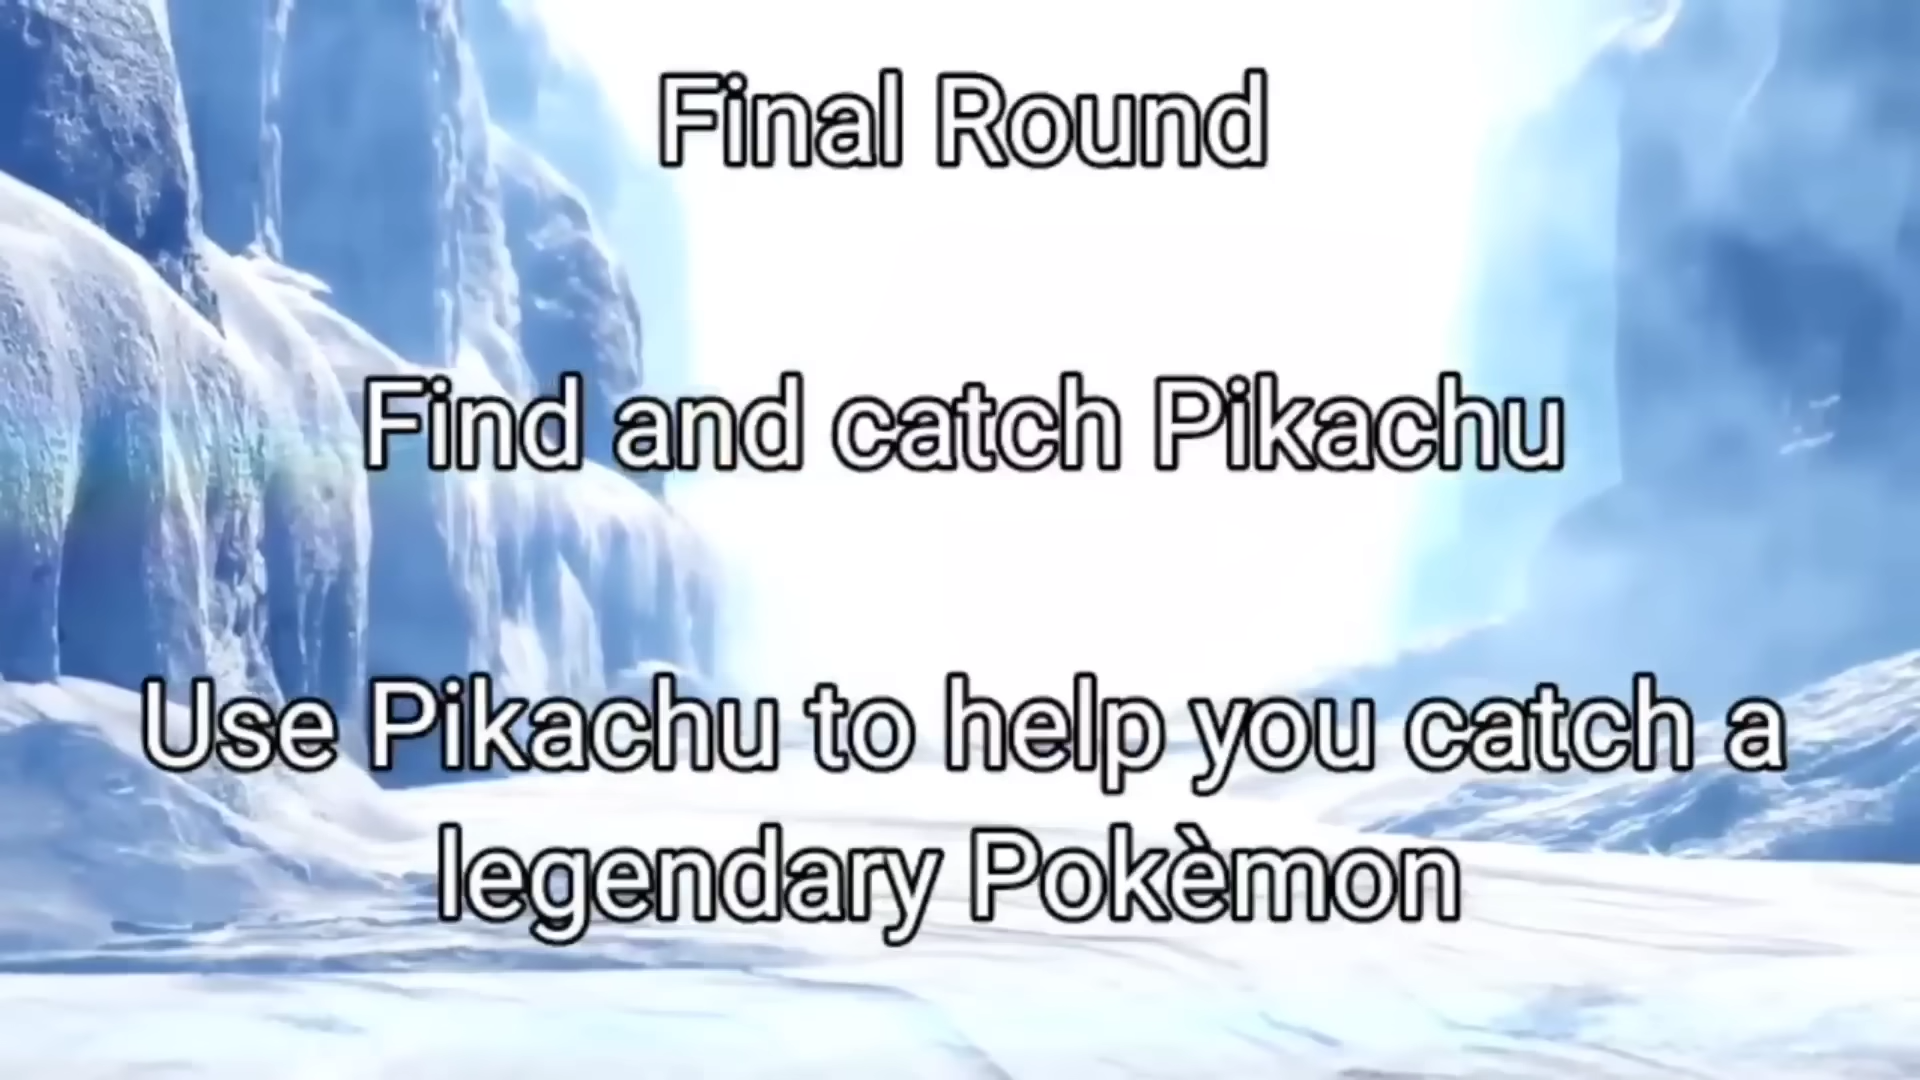 Final Round
Find and catch Pikachu
Use Pikachu to help you catch a
legendary Pokèmon